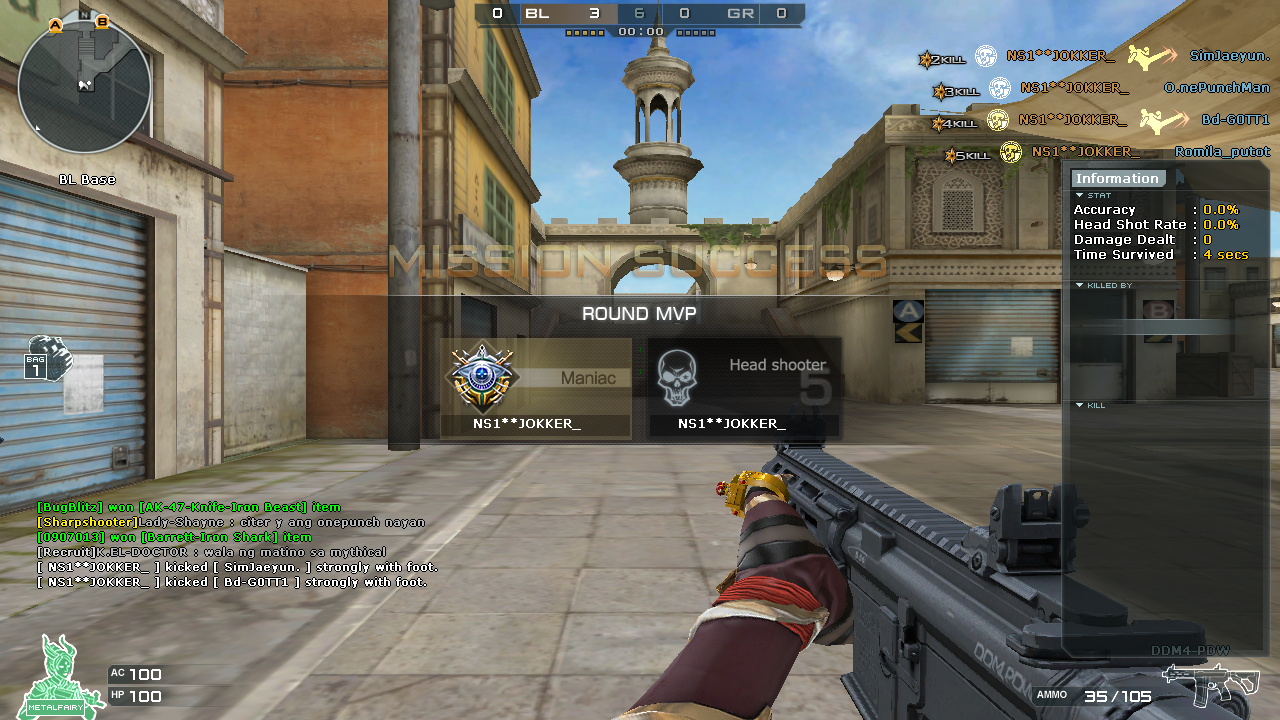 N
A
B
BL Base
0 BL 3 6 0 GR 0
00:00
2KILL NS1**JOKKER_ SimJaeyun.
3KILL NS1**JOKKER_ O.nePunchMan
4KILL NS1**JOKKER_ Bd-G0TT1
5KILL NS1**JOKKER_ Romila_putot
Information
STAT
Accuracy : 0.0%
Head Shot Rate : 0.0%
Damage Dealt : 0
Time Survived : 4 secs
KILLED BY
KILL
MISSION SUCCESS
ROUND MVP
Maniac
NS1**JOKKER_
Head shooter
5
NS1**JOKKER_
A
B
BAG
1
[BugBlitz] won [AK-47-Knife-Iron Beast] item
[Sharpshooter]Lady-Shayne : citer y ang onepunch nayan
[0907013] won [Barrett-Iron Shark] item
[Recruit]K.EL-DOCTOR : wala ng matino sa mythical
[ NS1**JOKKER_ ] kicked [ SimJaeyun. ] strongly with foot.
[ NS1**JOKKER_ ] kicked [ Bd-G0TT1 ] strongly with foot.
METALFAIRY
AC 100
HP 100
DDM.PDW
DDM4-PDW
AMMO 35/105